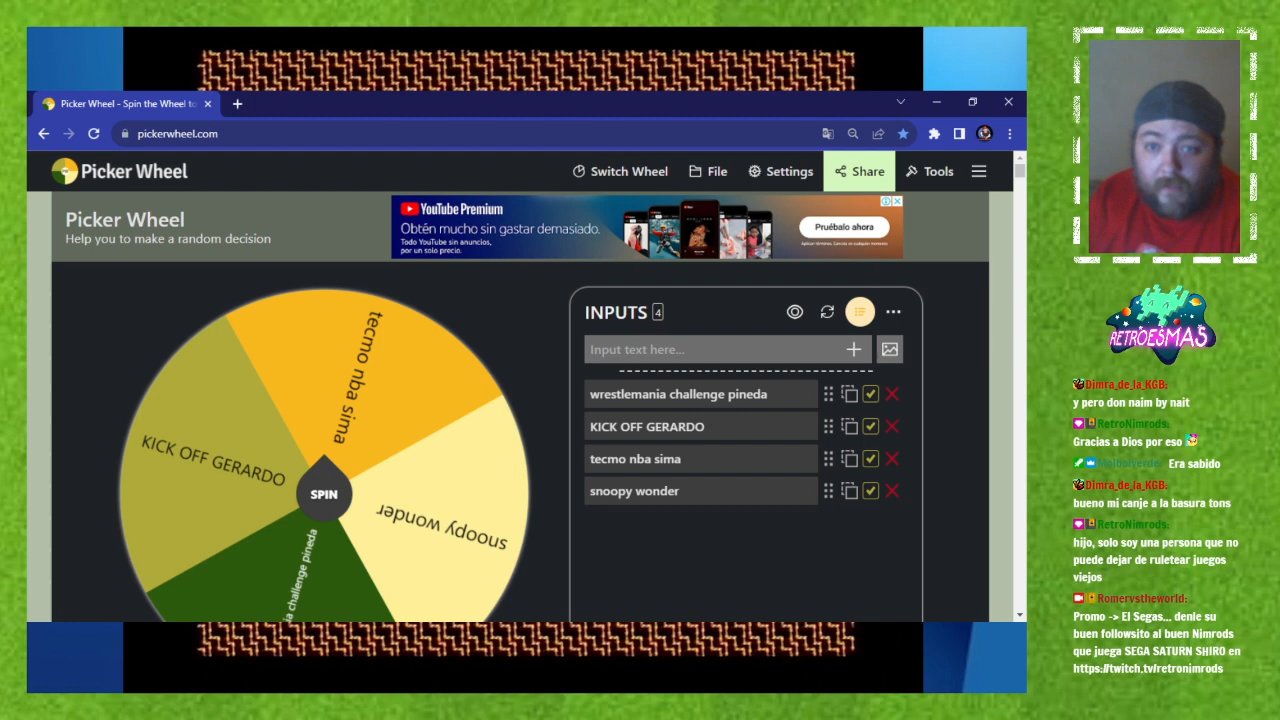 Picker Wheel - Spin the Wheel to
pickerwheel.com
Picker Wheel
Switch Wheel
File
Settings
Share
Tools
Picker Wheel
Help you to make a random decision
YouTube Premium
Obtén mucho sin gastar demasiado.
Todo YouTube sin anuncios,
por un solo precio.
Pruébalo ahora
tecmo nba sima
KICK OFF GERARDO
SPIN
snoopy wonder
challenge pineda
INPUTS 4
Input text here...
wrestlemania challenge pineda
KICK OFF GERARDO
tecmo nba sima
snoopy wonder
RETROESMAS
Dimra_de_la_KGB:
y pero don naim by nait
RetroNimrods:
Gracias a Dios por eso
Era sabido
Dimra_de_la_KGB:
bueno mi canje a la basura tons
RetroNimrods:
hijo, solo soy una persona que no
puede dejar de ruletear juegos
viejos
Romervstheworld:
Promo -> El Segas... denle su
buen followsito al buen Nimrods
que juega SEGA SATURN SHIRO en
https://twitch.tv/retronimrods